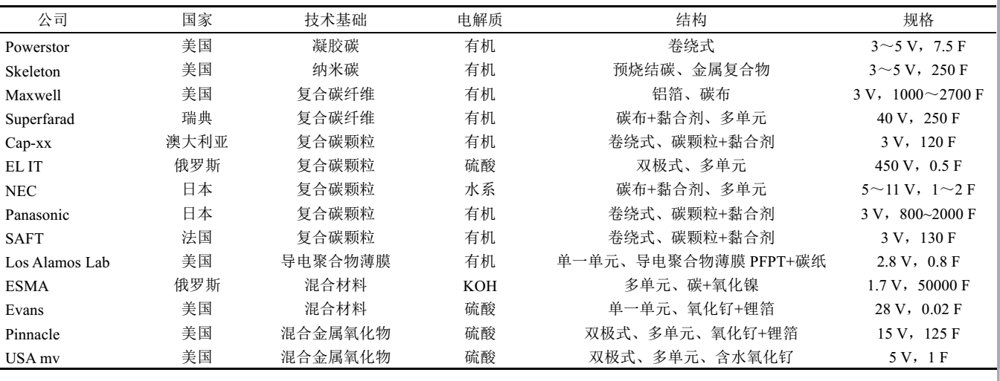 公司 国家 技术基础 电解质 结构 规格
Powerstor 美国 凝胶碳 有机 卷绕式 3～5 V，7.5 F
Skeleton 美国 纳米碳 有机 预烧结碳、金属复合物 3～5 V，250 F
Maxwell 美国 复合碳纤维 有机 铝箔、碳布 3 V，1000～2700 F
Superfarad 瑞典 复合碳纤维 有机 碳布+黏合剂、多单元 40 V，250 F
Cap-xx 澳大利亚 复合碳颗粒 有机 卷绕式、碳颗粒+黏合剂 3 V，120 F
EL IT 俄罗斯 复合碳颗粒 硫酸 双极式、多单元 450 V，0.5 F
NEC 日本 复合碳颗粒 水系 碳布+黏合剂、多单元 5～11 V，1～2 F
Panasonic 日本 复合碳颗粒 有机 卷绕式、碳颗粒+黏合剂 3 V，800~2000 F
SAFT 法国 复合碳颗粒 有机 卷绕式、碳颗粒+黏合剂 3 V，130 F
Los Alamos Lab 美国 导电聚合物薄膜 有机 单一单元、导电聚合物薄膜 PFPT+碳纸 2.8 V，0.8 F
ESMA 俄罗斯 混合材料 KOH 多单元、碳+氧化镍 1.7 V，50000 F
Evans 美国 混合材料 硫酸 单一单元、氧化钌+锂箔 28 V，0.02 F
Pinnacle 美国 混合金属氧化物 硫酸 双极式、多单元、氧化钌+锂箔 15 V，125 F
USA mv 美国 混合金属氧化物 硫酸 双极式、多单元、含水氧化钌 5 V，1 F